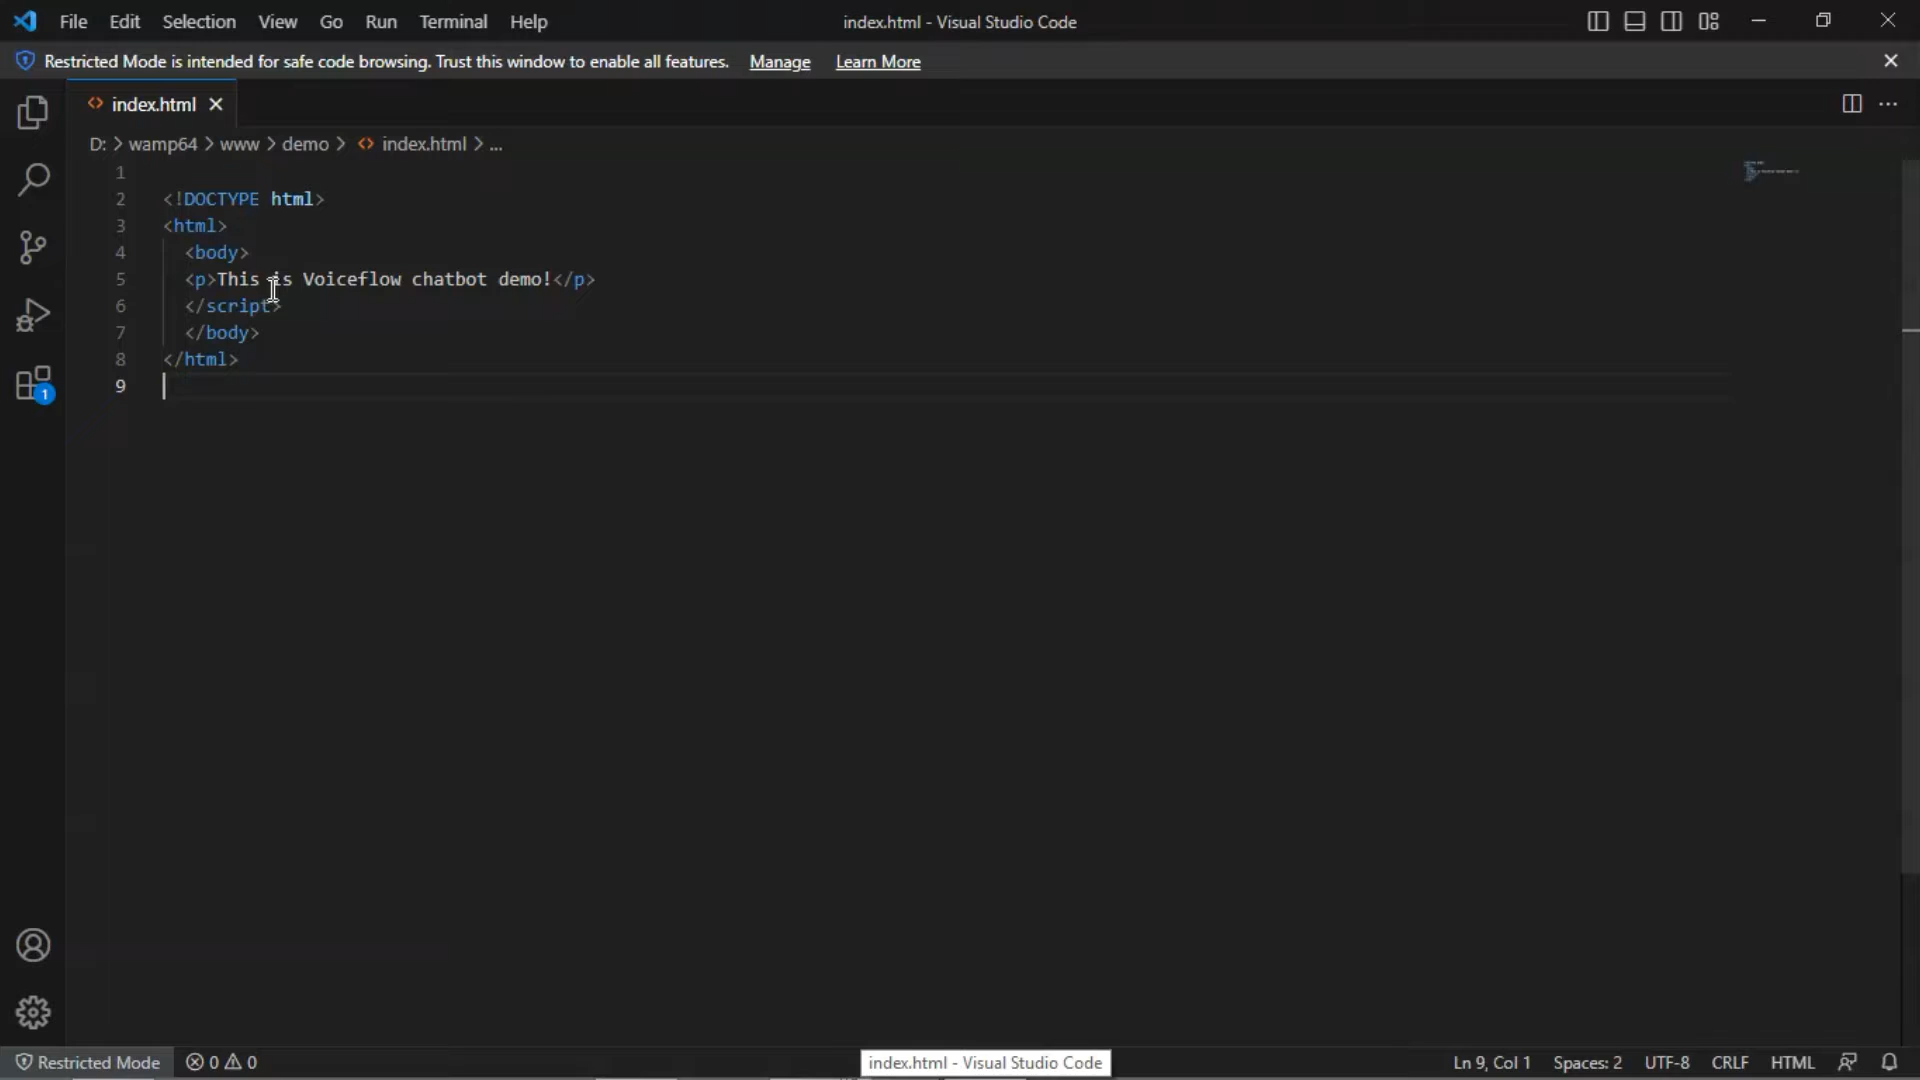 File Edit Selection View Go Run Terminal Help index.html - Visual Studio Code
Restricted Mode is intended for safe code browsing. Trust this window to enable all features. Manage Learn More
index.html
D: > wamp64 > www > demo > index.html > ...
1
2 <!DOCTYPE html>
3 <html>
4 <body>
5 <p>This is Voiceflow chatbot demo!</p>
6 </script>
7 </body>
8 </html>
9
1
Restricted Mode 0 0 index.html - Visual Studio Code Ln 9, Col 1 Spaces: 2 UTF-8 CRLF HTML